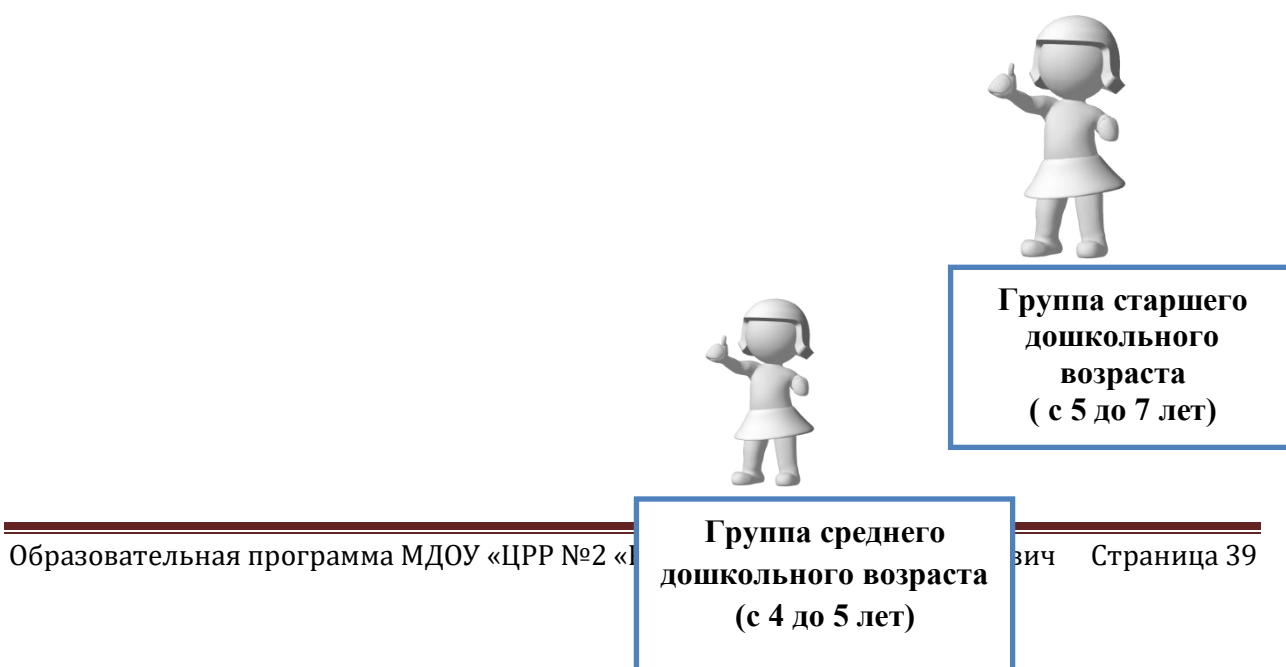 Группа старшего
дошкольного
возраста
( с 5 до 7 лет)
Группа среднего
дошкольного возраста
(с 4 до 5 лет)
Образовательная программа МДОУ «ЦРР №2 « Страница 39